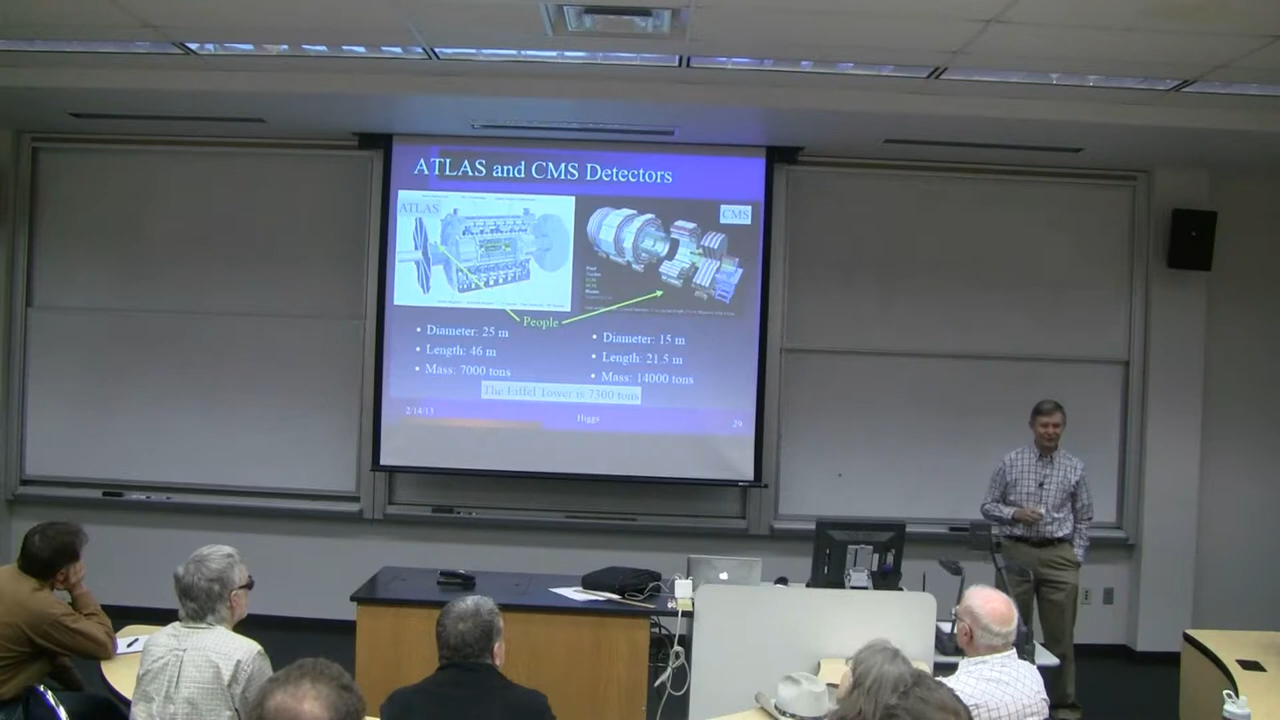 ATLAS and CMS Detectors
ATLAS
CMS
People
• Diameter: 25 m
• Length: 46 m
• Mass: 7000 tons
• Diameter: 15 m
• Length: 21.5 m
• Mass: 14000 tons
The Eiffel Tower is 7300 tons
2/14/13
Higgs
29